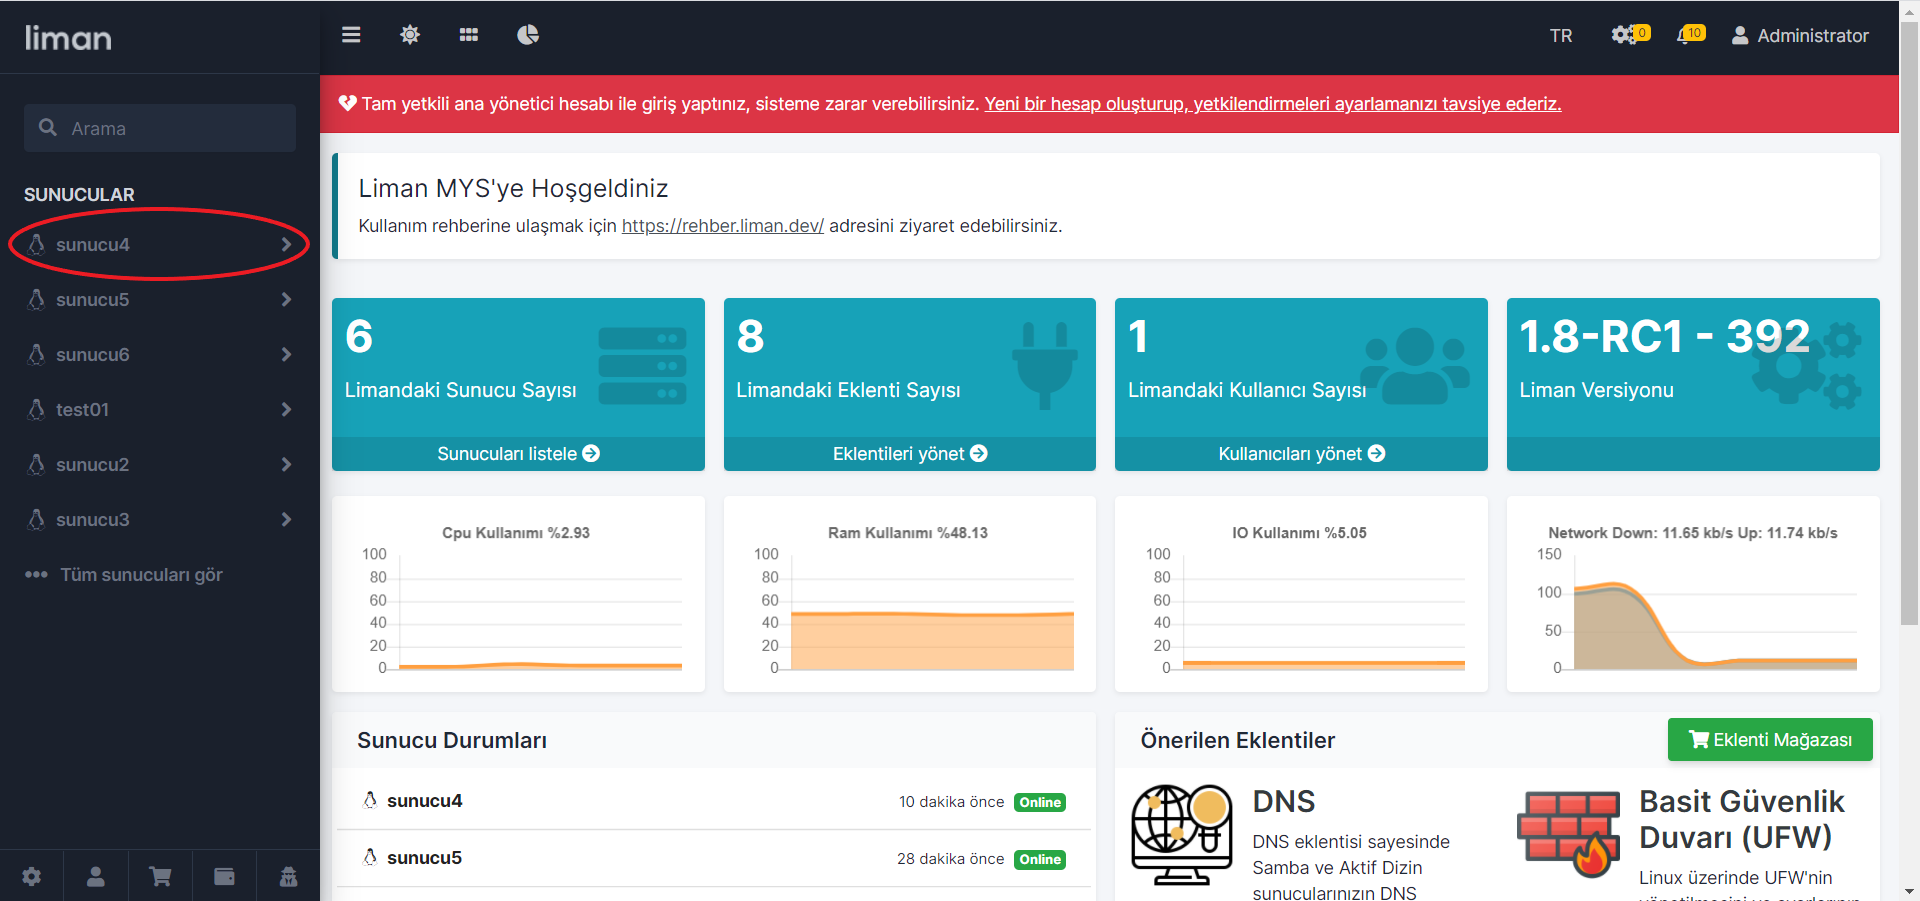 liman
TR
0
10
Administrator
Arama
Tam yetkili ana yönetici hesabı ile giriş yaptınız, sisteme zarar verebilirsiniz. Yeni bir hesap oluşturup, yetkilendirmeleri ayarlamanızı tavsiye ederiz.
SUNUCULAR
sunucu4
sunucu5
sunucu6
test01
sunucu2
sunucu3
Tüm sunucuları gör
Liman MYS'ye Hoşgeldiniz
Kullanım rehberine ulaşmak için https://rehber.liman.dev/ adresini ziyaret edebilirsiniz.
6
Limandaki Sunucu Sayısı
Sunucuları listele
8
Limandaki Eklenti Sayısı
Eklentileri yönet
1
Limandaki Kullanıcı Sayısı
Kullanıcıları yönet
1.8-RC1 - 392
Liman Versiyonu
Cpu Kullanımı %2.93
100
80
60
40
20
0
Ram Kullanımı %48.13
100
80
60
40
20
0
IO Kullanımı %5.05
100
80
60
40
20
0
Network Down: 11.65 kb/s Up: 11.74 kb/s
150
100
50
0
Sunucu Durumları
sunucu4
10 dakika önce Online
sunucu5
28 dakika önce Online
Önerilen Eklentiler
Eklenti Mağazası
DNS
DNS eklentisi sayesinde
Samba ve Aktif Dizin
sunucularınızın DNS
Basit Güvenlik
Duvarı (UFW)
Linux üzerinde UFW'nin